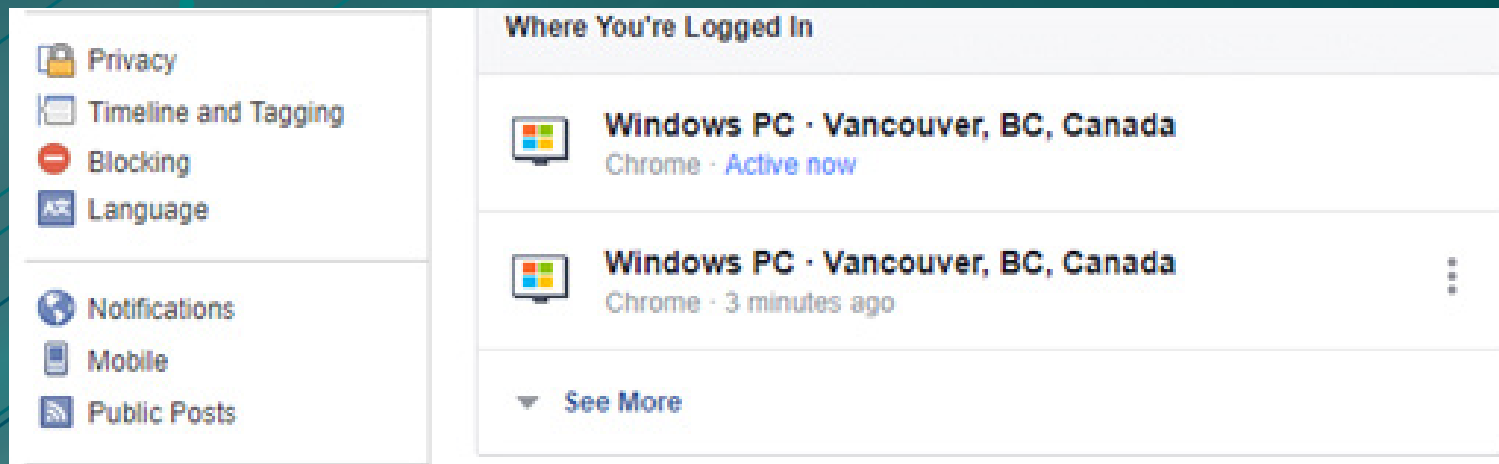 Where You're Logged In
Privacy
Timeline and Tagging
Blocking
Language
Notifications
Mobile
Public Posts
Windows PC · Vancouver, BC, Canada
Chrome · Active now
Windows PC · Vancouver, BC, Canada
Chrome · 3 minutes ago
See More